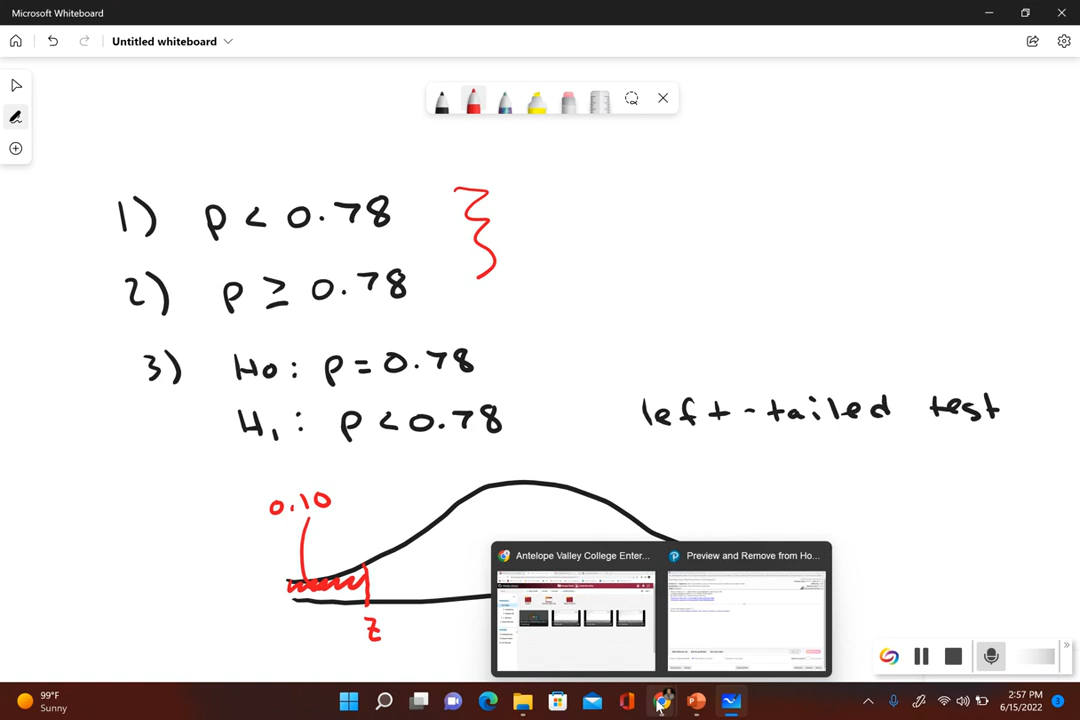 Microsoft Whiteboard
Untitled whiteboard
1) p < 0.78
2) p ≥ 0.78
3) H0: p = 0.78
H1: p < 0.78
left-tailed test
0.10
z
Antelope Valley College Enter...
Preview and Remove from Ho...
99°F
Sunny
2:57 PM
6/15/2022
3